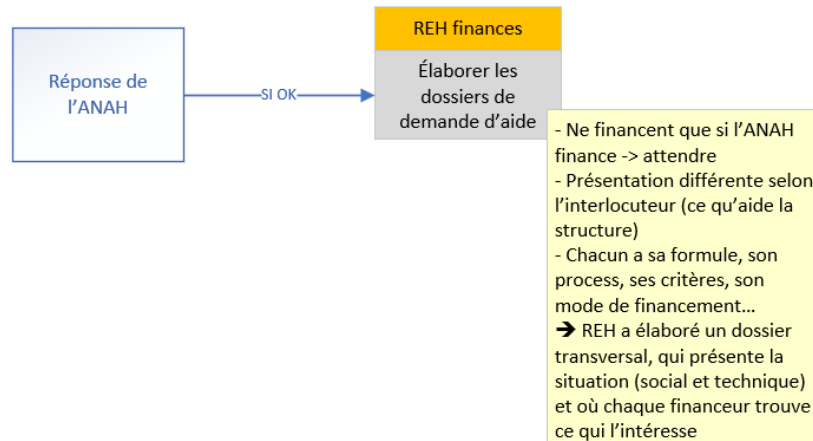 Réponse de
l'ANAH
SI OK
REH finances
Élaborer les
dossiers de
demande d'aide
- Ne financent que si l'ANAH
finance -> attendre
- Présentation différente selon
l'interlocuteur (ce qu'aide la
structure)
- Chacun a sa formule, son
process, ses critères, son
mode de financement...
➔ REH a élaboré un dossier
transversal, qui présente la
situation (social et technique)
et où chaque financeur trouve
ce qui l'intéresse